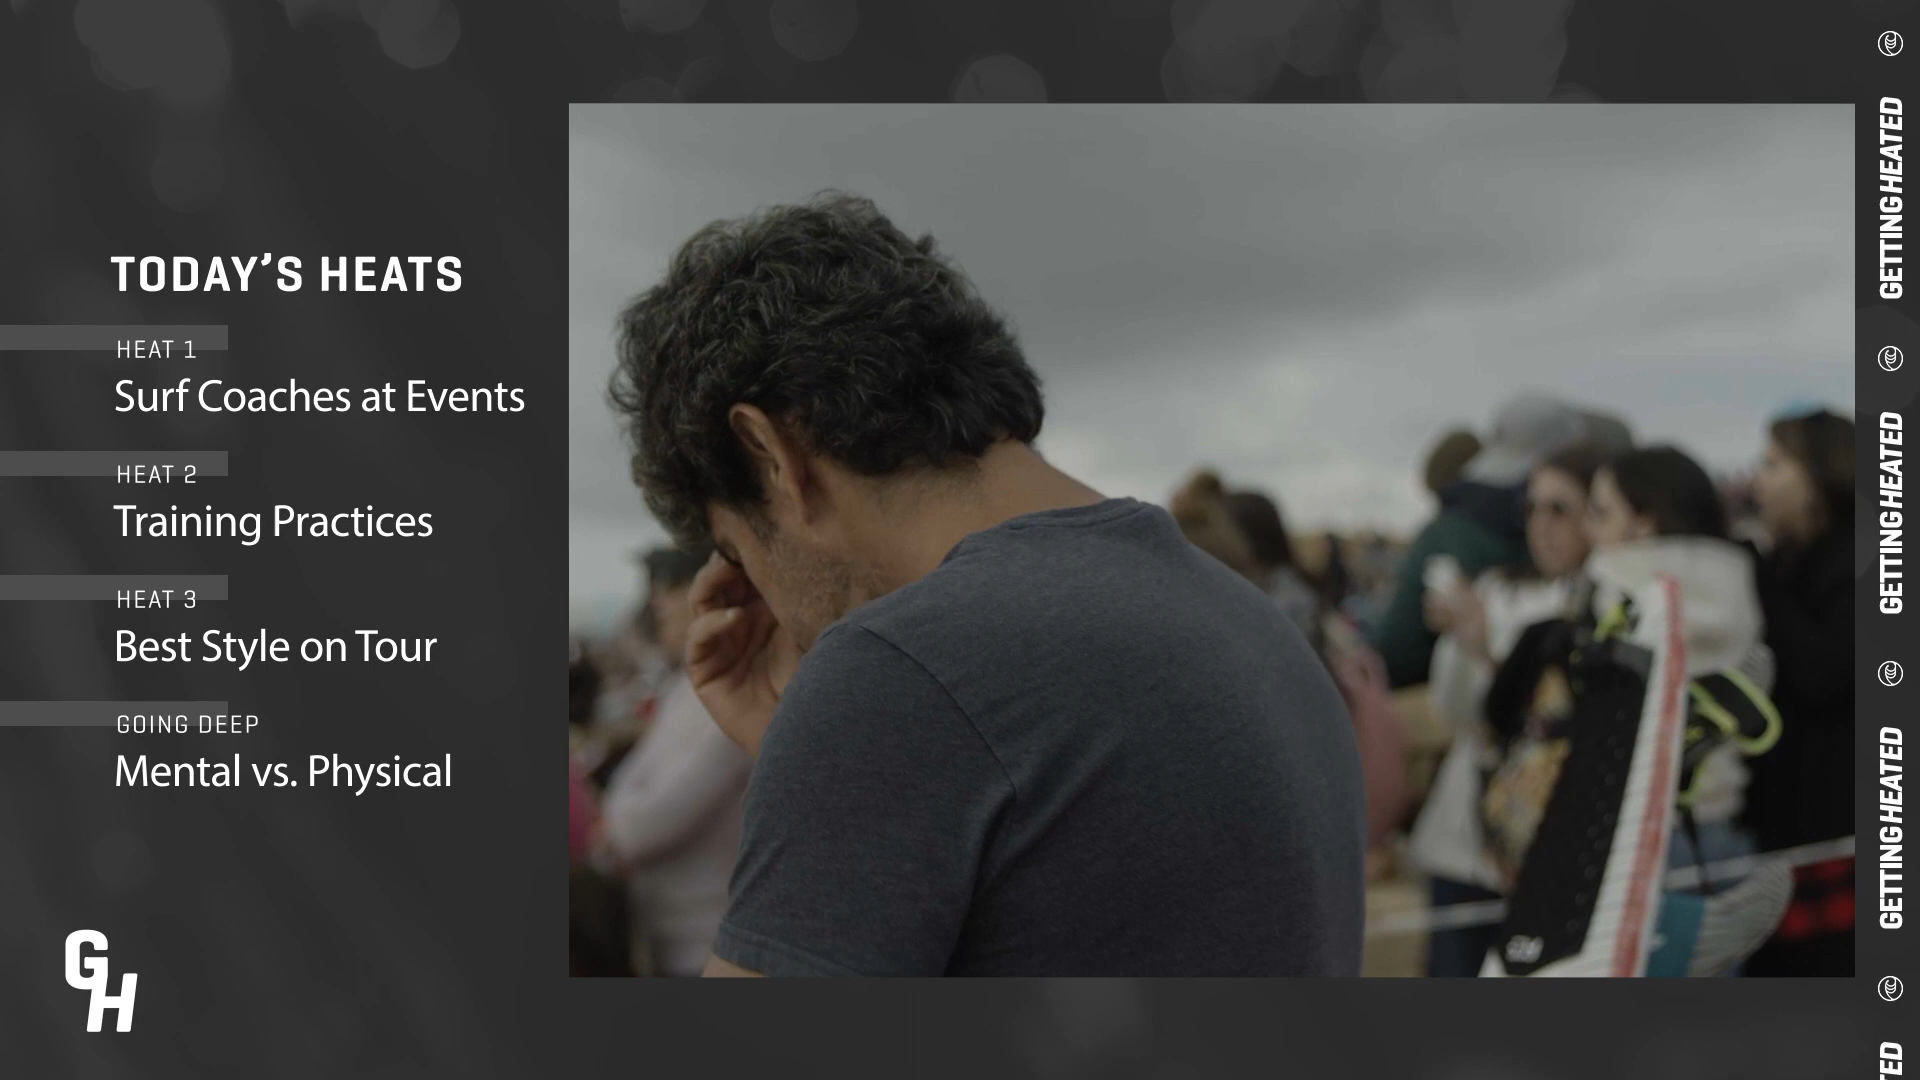 TODAY’S HEATS
HEAT 1
Surf Coaches at Events
HEAT 2
Training Practices
HEAT 3
Best Style on Tour
GOING DEEP
Mental vs. Physical
GH
GETTINGHEATED
GETTINGHEATED
GETTINGHEATED
TED